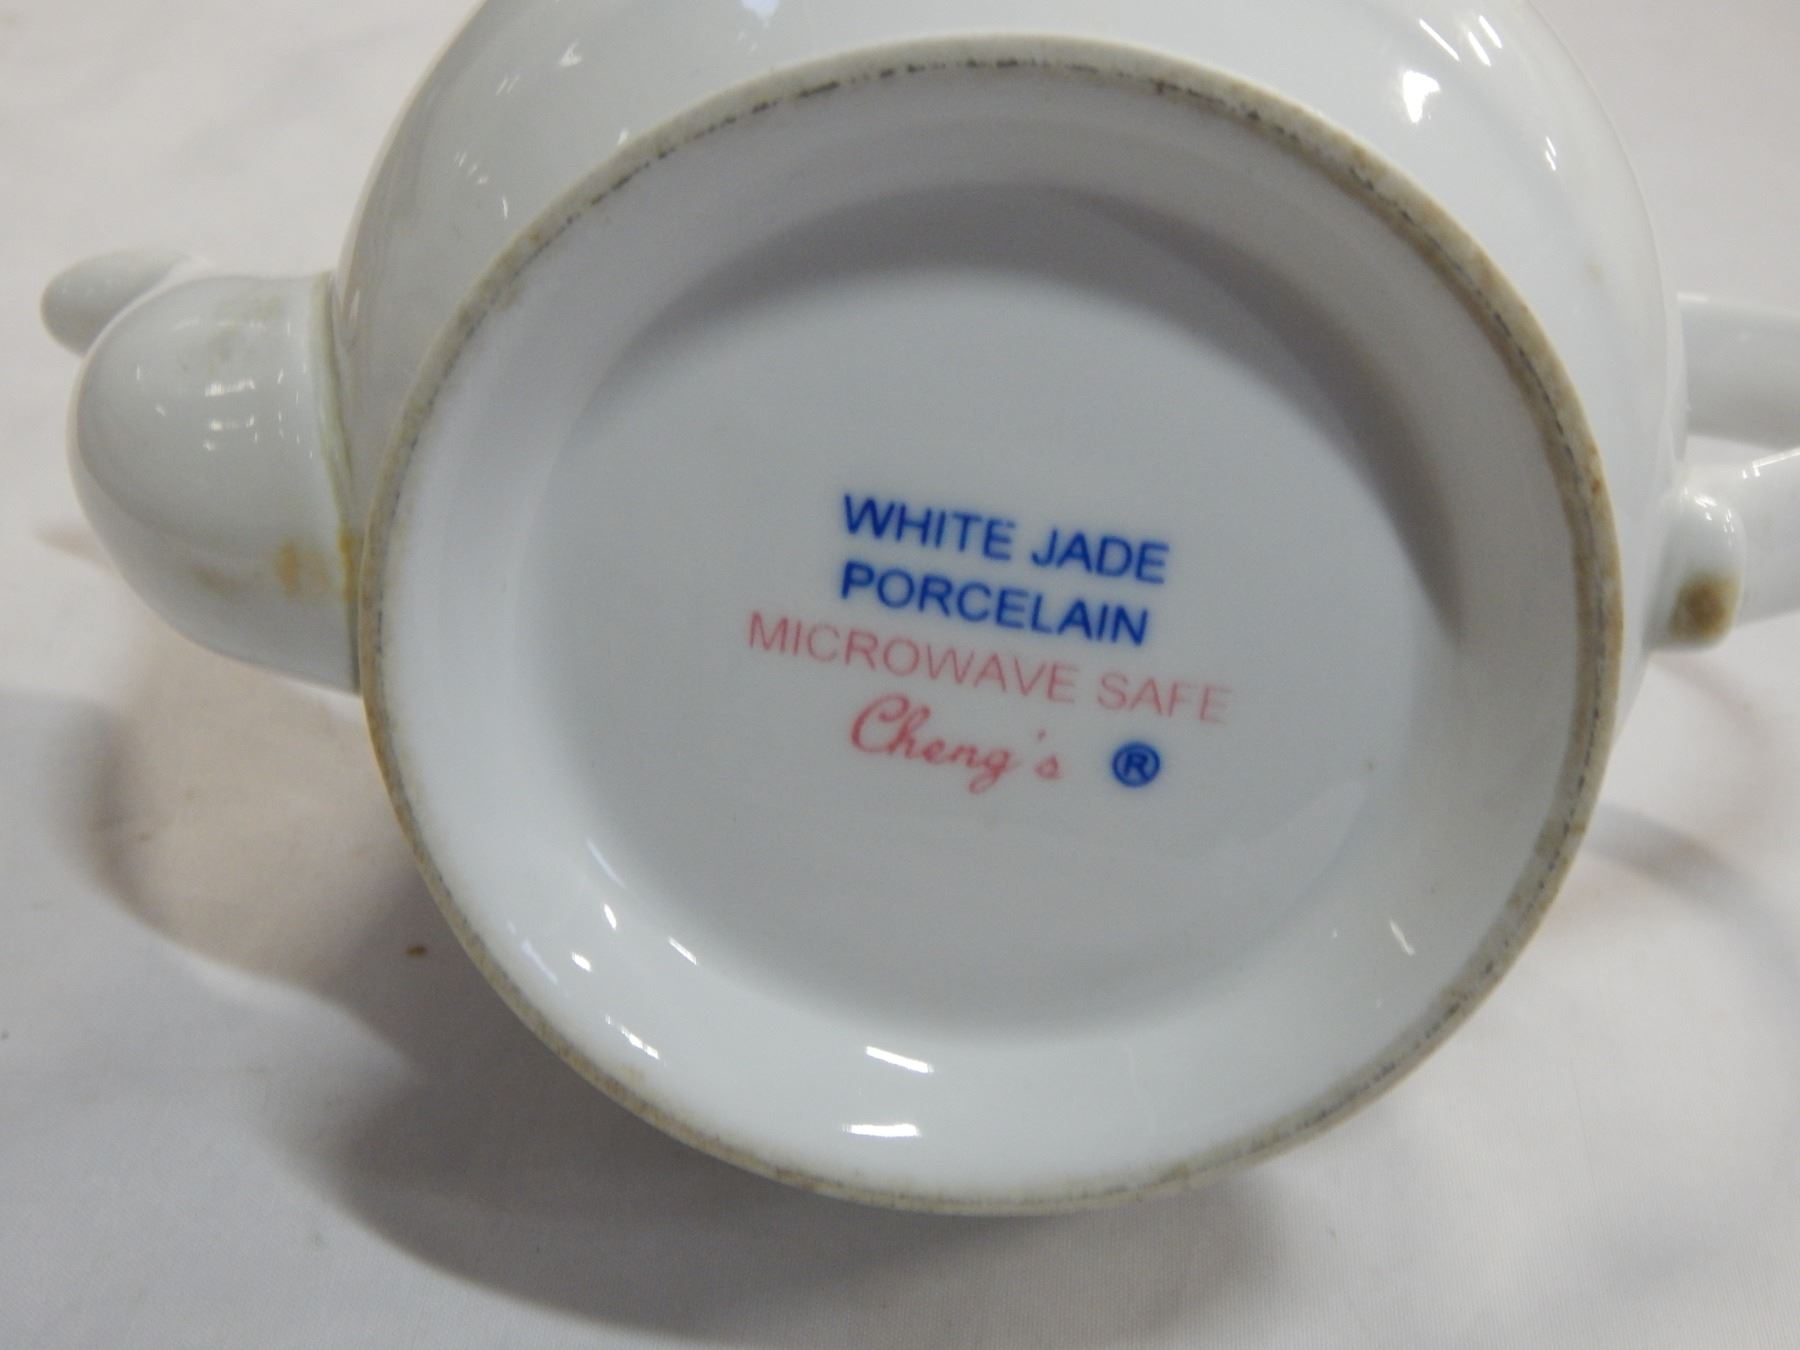 WHITE JADE
PORCELAIN
MICROWAVE SAFE
Cheng's ®